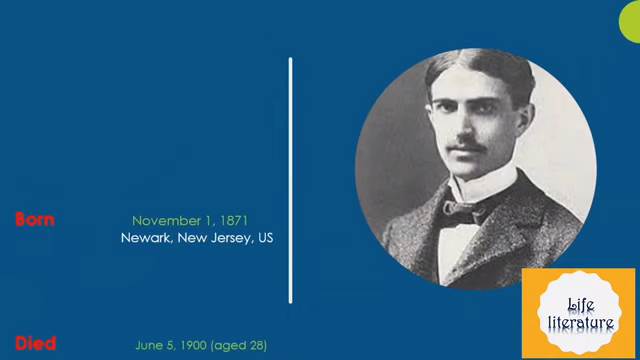 Born
November 1, 1871
Newark, New Jersey, US
Died
June 5, 1900 (aged 28)
Life
literature